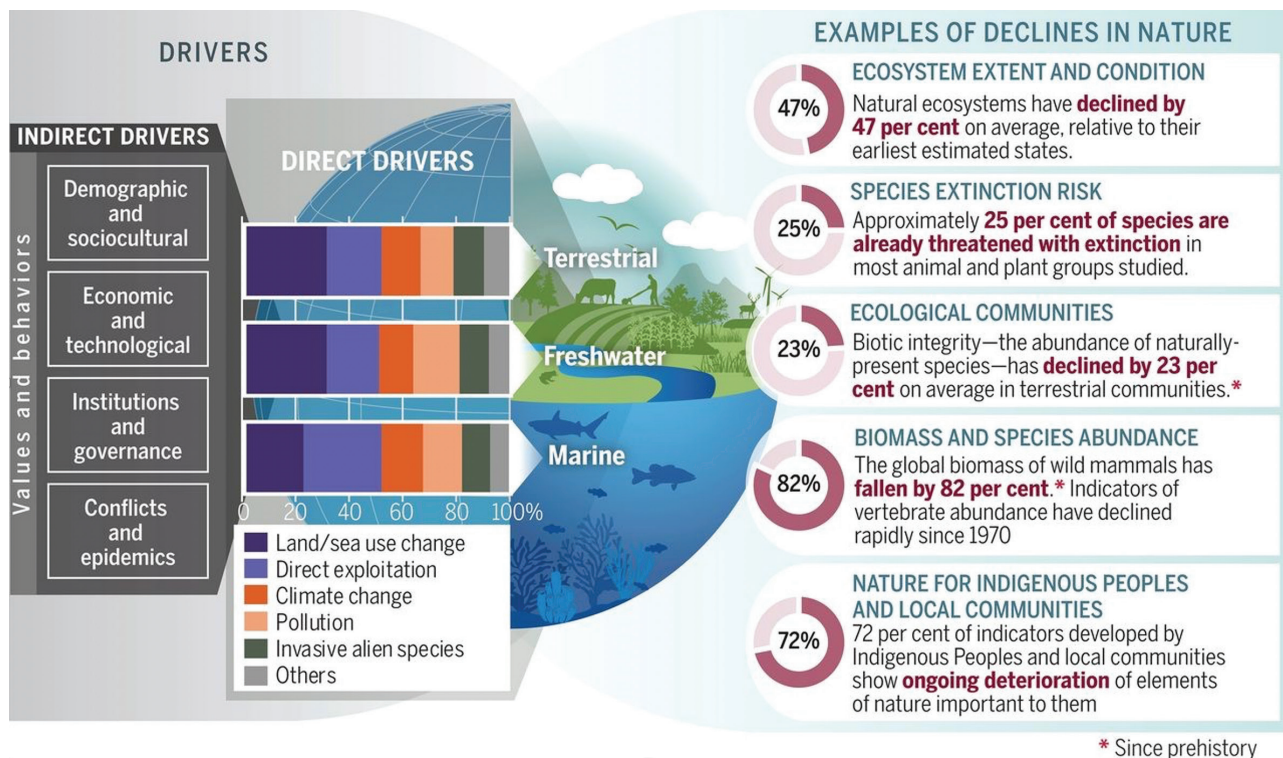 DRIVERS
INDIRECT DRIVERS
Values and behaviors
Demographic
and
sociocultural
Economic
and
technological
Institutions
and
governance
Conflicts
and
epidemics
DIRECT DRIVERS
Terrestrial
Freshwater
Marine
0 20 40 60 80 100%
Land/sea use change
Direct exploitation
Climate change
Pollution
Invasive alien species
Others
EXAMPLES OF DECLINES IN NATURE
47%
ECOSYSTEM EXTENT AND CONDITION
Natural ecosystems have declined by
47 per cent on average, relative to their
earliest estimated states.
25%
SPECIES EXTINCTION RISK
Approximately 25 per cent of species are
already threatened with extinction in
most animal and plant groups studied.
23%
ECOLOGICAL COMMUNITIES
Biotic integrity—the abundance of naturally-
present species—has declined by 23 per
cent on average in terrestrial communities.*
82%
BIOMASS AND SPECIES ABUNDANCE
The global biomass of wild mammals has
fallen by 82 per cent.* Indicators of
vertebrate abundance have declined
rapidly since 1970
72%
NATURE FOR INDIGENOUS PEOPLES
AND LOCAL COMMUNITIES
72 per cent of indicators developed by
Indigenous Peoples and local communities
show ongoing deterioration of elements
of nature important to them
* Since prehistory